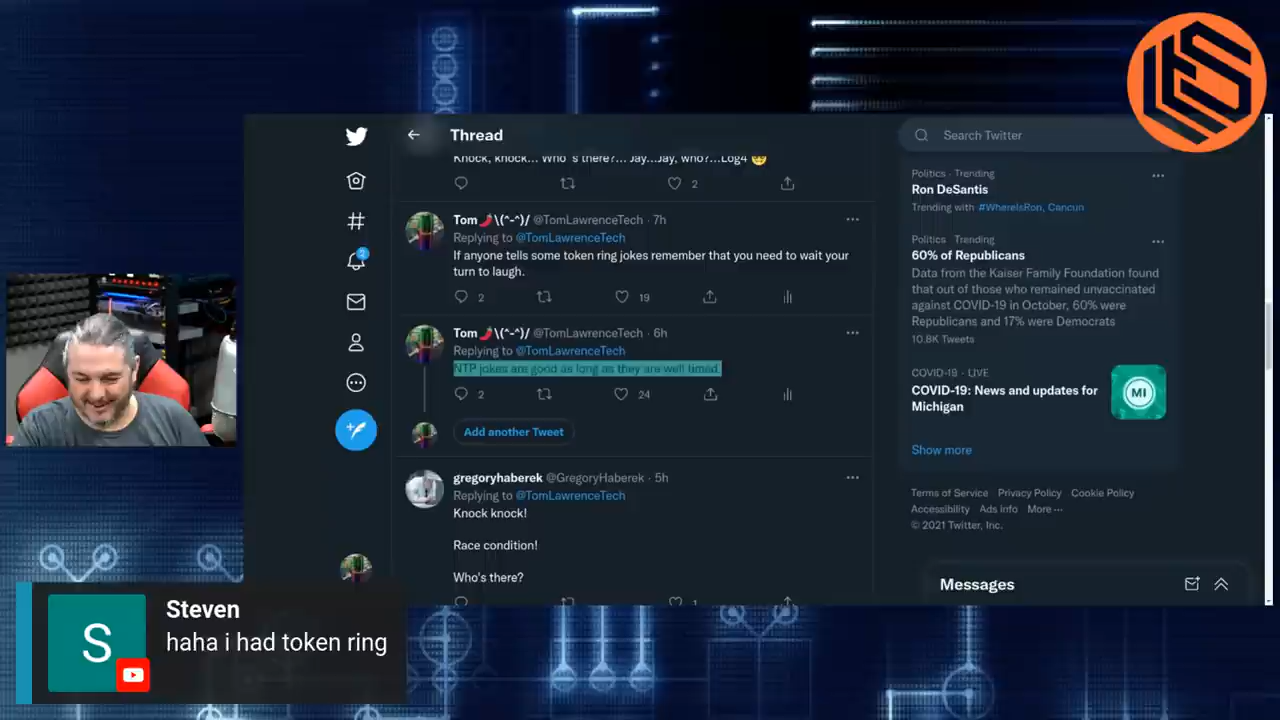 Thread
Search Twitter
Knock, knock... Who's there?... Jay...Jay, who?...Log4 🤯
2
Tom🌶️\(^-^)/ @TomLawrenceTech · 7h
Replying to @TomLawrenceTech
If anyone tells some token ring jokes remember that you need to wait your
turn to laugh.
2 19
Tom🌶️\(^-^)/ @TomLawrenceTech · 6h
Replying to @TomLawrenceTech
NTP jokes are good as long as they are well timed.
2 24
Add another Tweet
gregoryhaberek @GregoryHaberek · 5h
Replying to @TomLawrenceTech
Knock knock!
Race condition!
Who's there?
1
2
Politics · Trending
Ron DeSantis
Trending with #WhereIsRon, Cancun
Politics · Trending
60% of Republicans
Data from the Kaiser Family Foundation found
that out of those who remained unvaccinated
against COVID-19 in October, 60% were
Republicans and 17% were Democrats
10.8K Tweets
COVID-19 · LIVE
COVID-19: News and updates for
Michigan
MI
Show more
Terms of Service Privacy Policy Cookie Policy
Accessibility Ads info More ···
© 2021 Twitter, Inc.
Messages
S
Steven
haha i had token ring